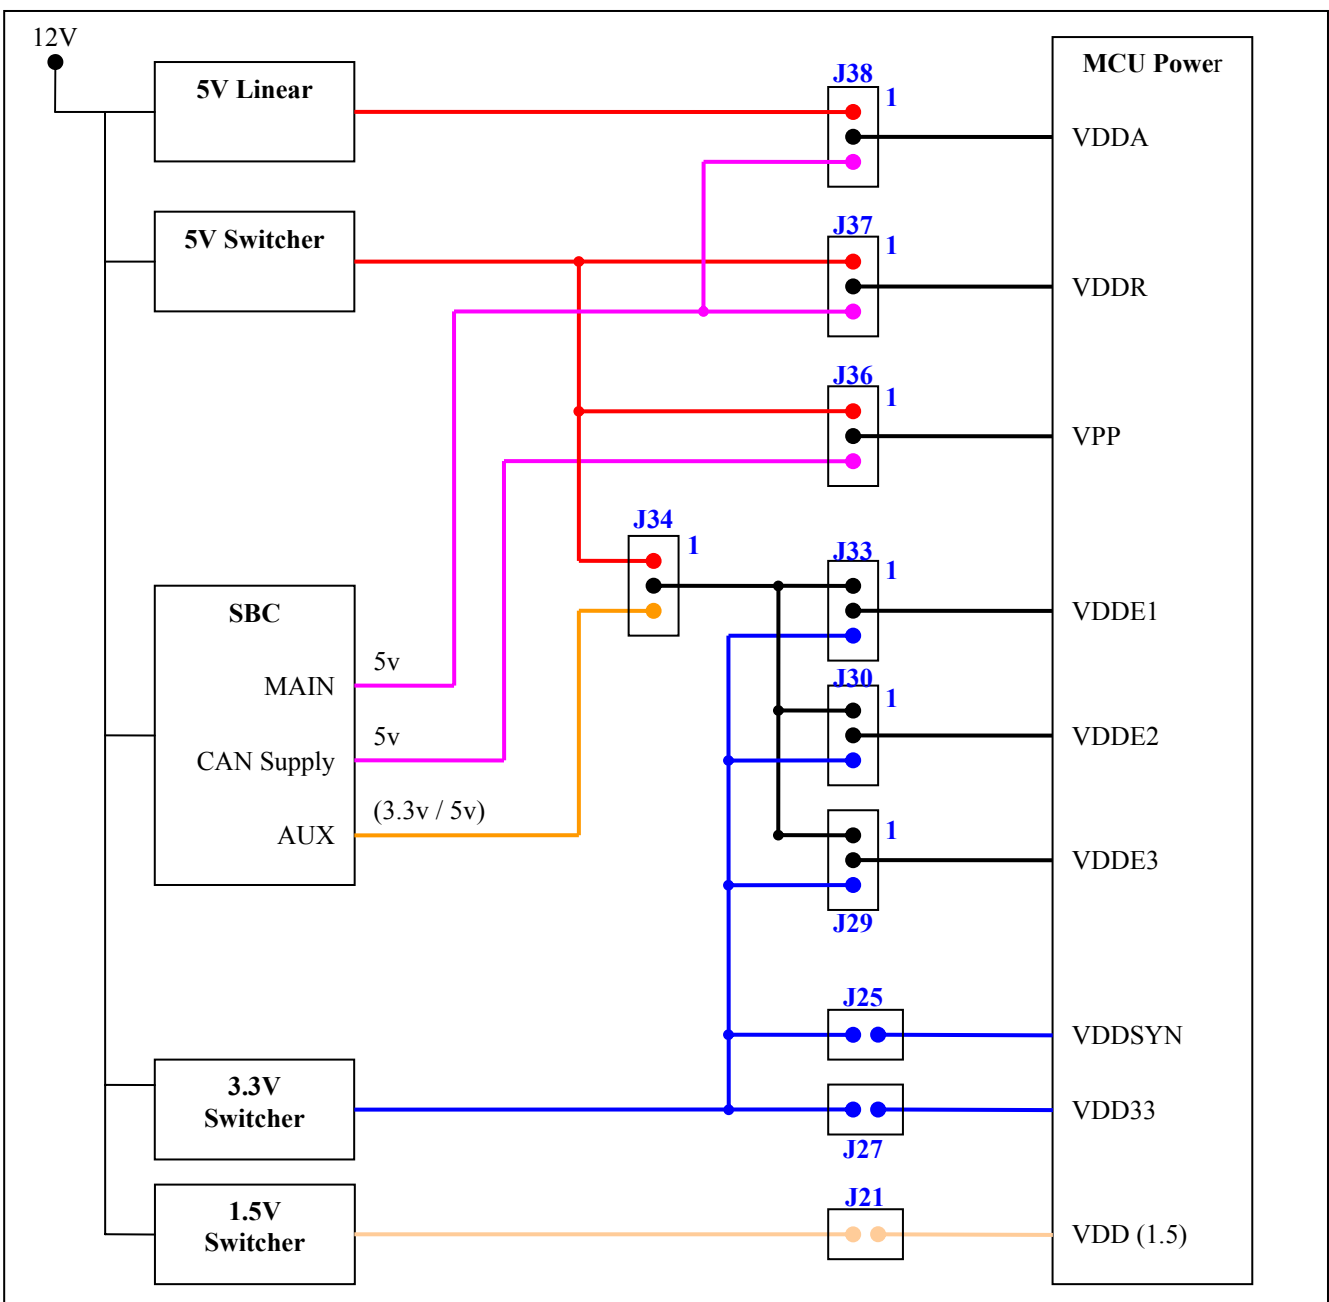 12V
5V Linear
J38
1
MCU Power
VDDA
5V Switcher
J37
1
VDDR
J36
1
VPP
J34
1
J33
1
VDDE1
SBC
MAIN
5v
CAN Supply
5v
AUX
(3.3v / 5v)
J30
1
VDDE2
1
VDDE3
J29
J25
VDDSYN
3.3V
Switcher
VDD33
J27
1.5V
Switcher
J21
VDD (1.5)